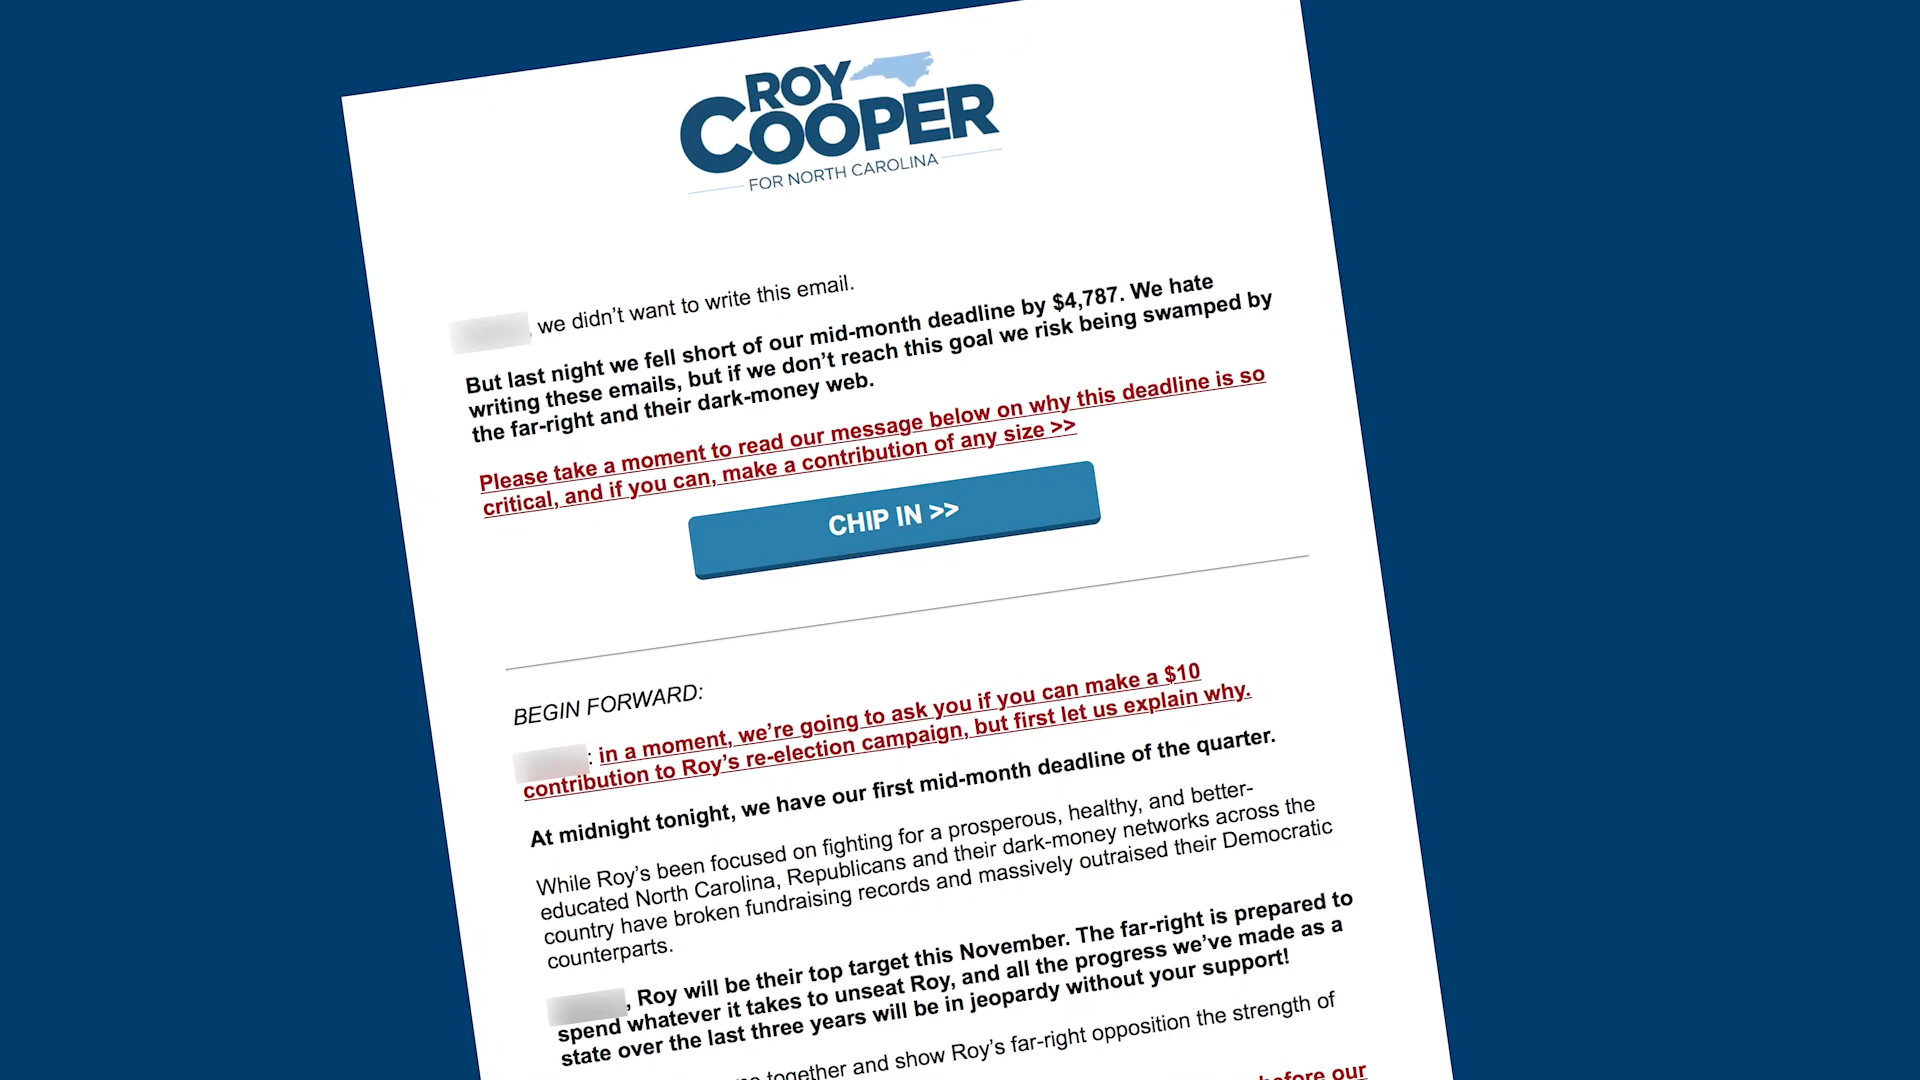 ROY
COOPER
FOR NORTH CAROLINA
we didn't want to write this email.
But last night we fell short of our mid-month deadline by $4,787. We hate
writing these emails, but if we don't reach this goal we risk being swamped by
the far-right and their dark-money web.
Please take a moment to read our message below on why this deadline is so
critical, and if you can, make a contribution of any size >>
CHIP IN >>
BEGIN FORWARD:
: in a moment, we're going to ask you if you can make a $10
contribution to Roy's re-election campaign, but first let us explain why.
At midnight tonight, we have our first mid-month deadline of the quarter.
While Roy's been focused on fighting for a prosperous, healthy, and better-
educated North Carolina, Republicans and their dark-money networks across the
country have broken fundraising records and massively outraised their Democratic
counterparts.
, Roy will be their top target this November. The far-right is prepared to
spend whatever it takes to unseat Roy, and all the progress we've made as a
state over the last three years will be in jeopardy without your support!
together and show Roy's far-right opposition the strength of
before our